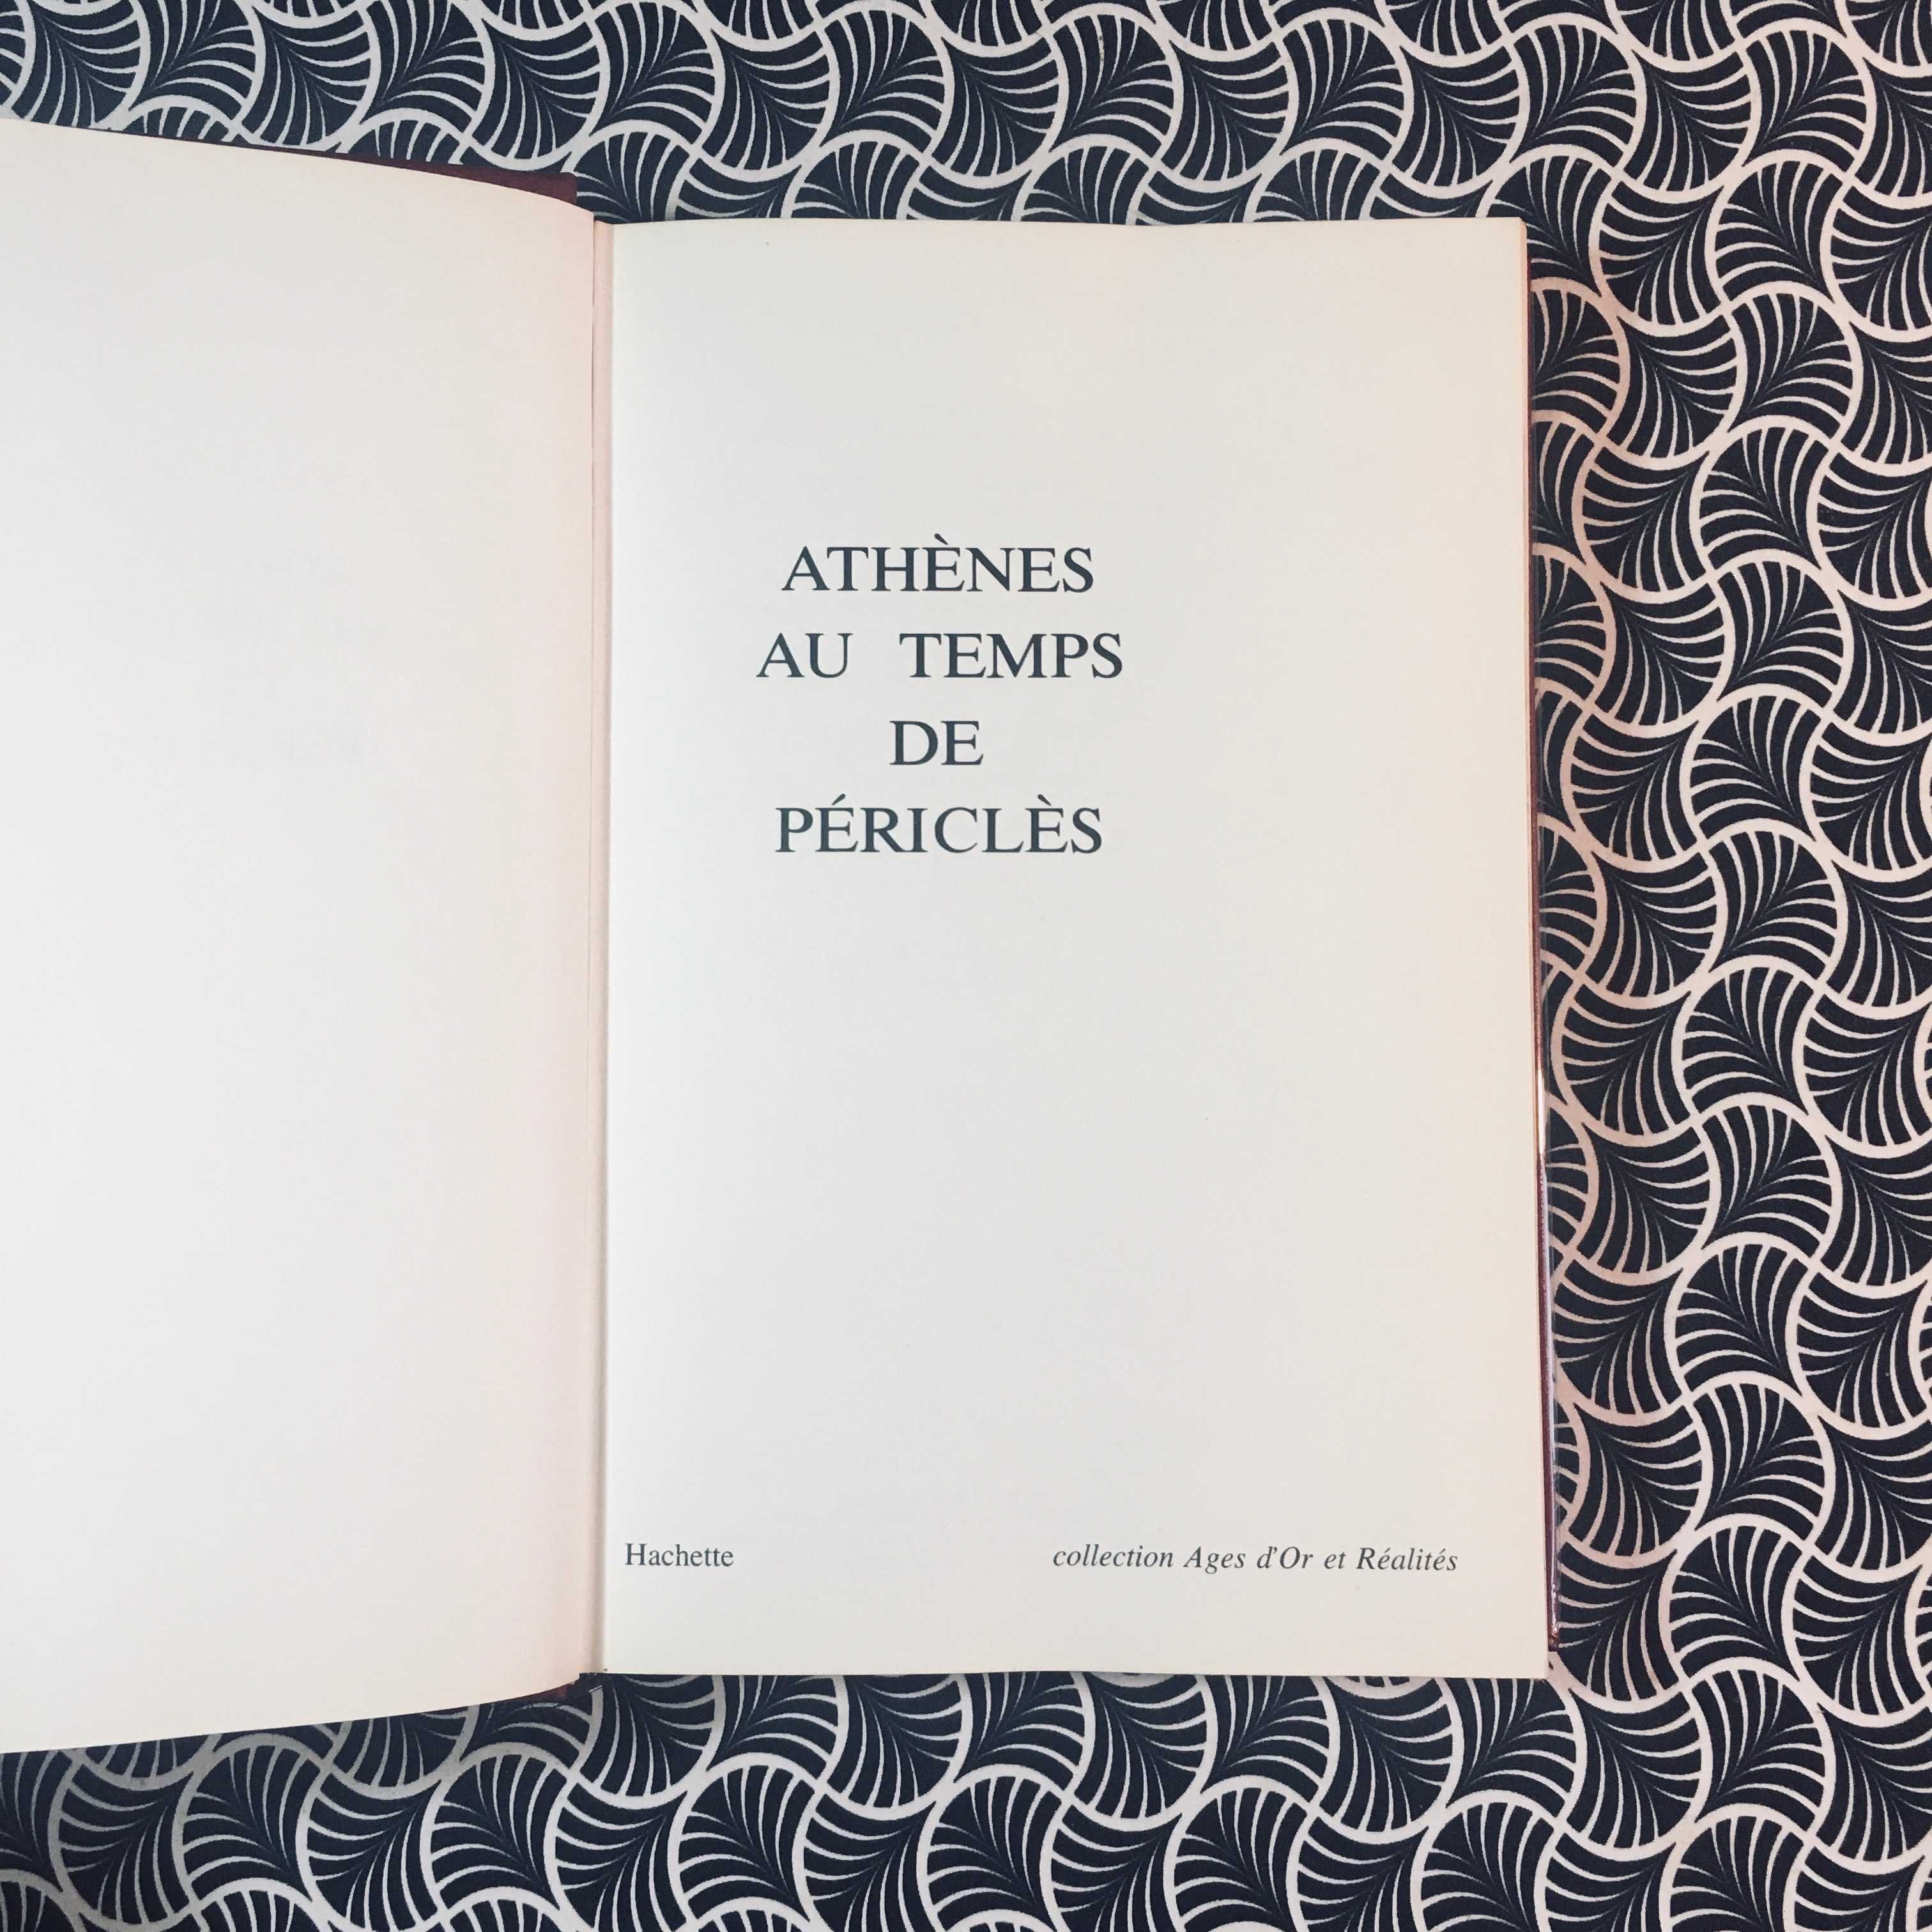 ATHÈNES
AU TEMPS
DE
PÉRICLÈS
Hachette collection Ages d'Or et Réalités